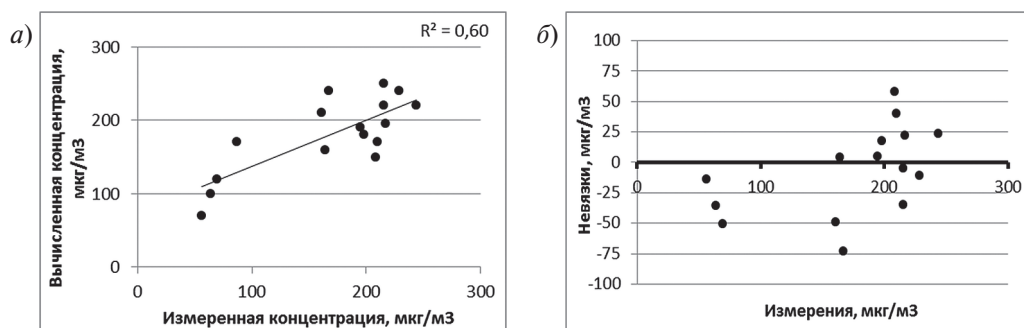 а)
R² = 0,60
Вычисленная концентрация,
мкг/м3
300
200
100
0
0 100 200 300
Измеренная концентрация, мкг/м3
б)
Невязки, мкг/м3
100
75
50
25
0
-25
-50
-75
-100
0 100 200 300
Измерения, мкг/м3